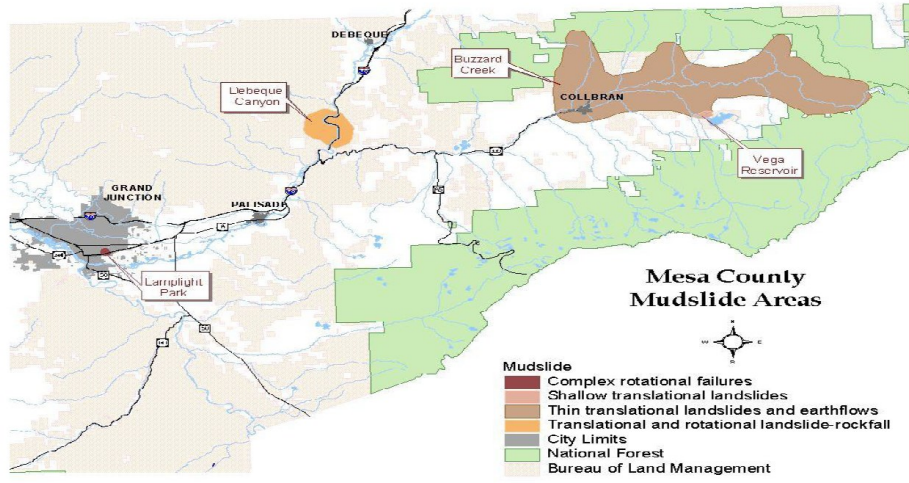 DEBEQUE
Buzzard
Creek
Debeque
Canyon
COLLBRAN
Vega
Reservoir
GRAND
JUNCTION
PALISADE
50
Lamplight
Park
50
Mesa County
Mudslide Areas
N
W
E
Mudslide
Complex rotational failures
Shallow translational landslides
Thin translational landslides and earthflows
Translational and rotational landslide-rockfall
City Limits
National Forest
Bureau of Land Management